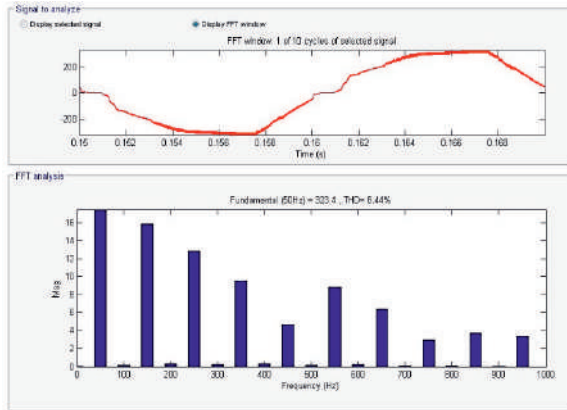 Signal to analyze
Display selected signal
Display FFT window
FFT window: 1 of 10 cycles of selected signal
200
0
-200
0.15 0.152 0.154 0.156 0.158 0.16 0.162 0.164 0.166 0.168
Time (s)
FFT analysis
Fundamental (50Hz) = 323.4 , THD= 8.44%
Mag
16
14
12
10
8
6
4
2
0
0 100 200 300 400 500 600 700 800 900 1000
Frequency (Hz)